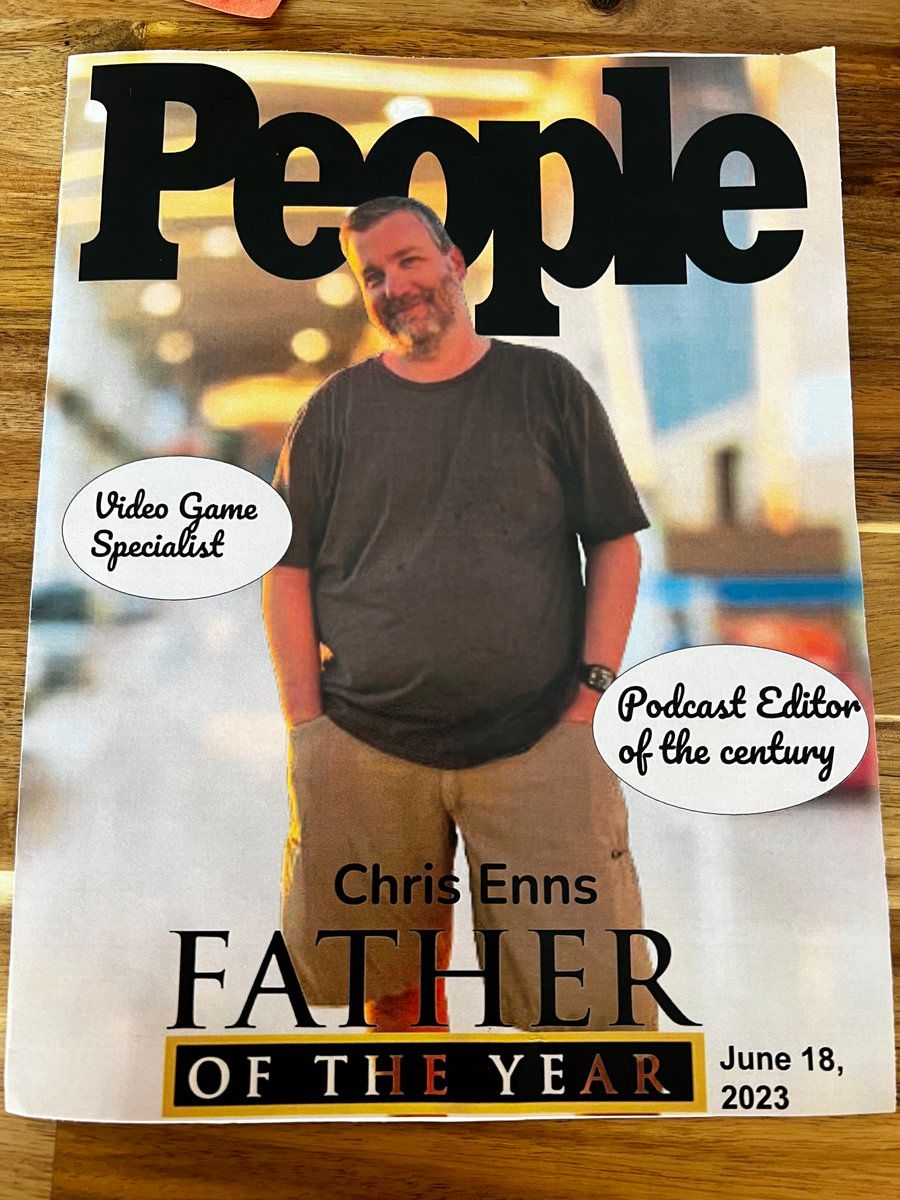 People
Video Game
Specialist
Podcast Editor
of the century
Chris Enns
FATHER
OF THE YEAR
June 18,
2023